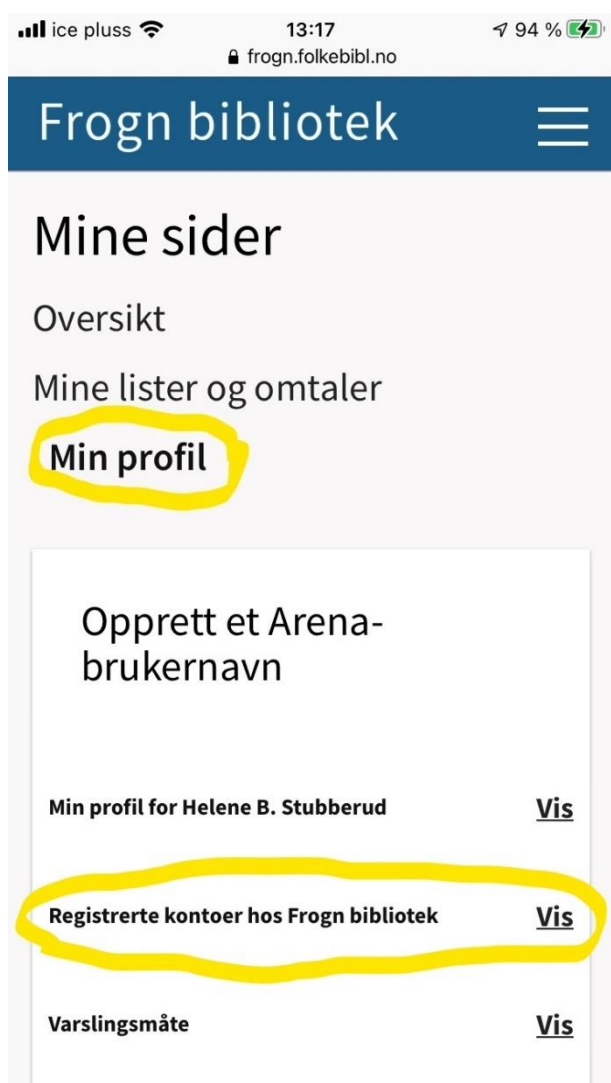 ice pluss 13:17 94 %
frogn.folkebibl.no
Frogn bibliotek
Mine sider
Oversikt
Mine lister og omtaler
Min profil
Opprett et Arena-
brukernavn
Min profil for Helene B. Stubberud Vis
Registrerte kontoer hos Frogn bibliotek Vis
Varslingsmåte Vis